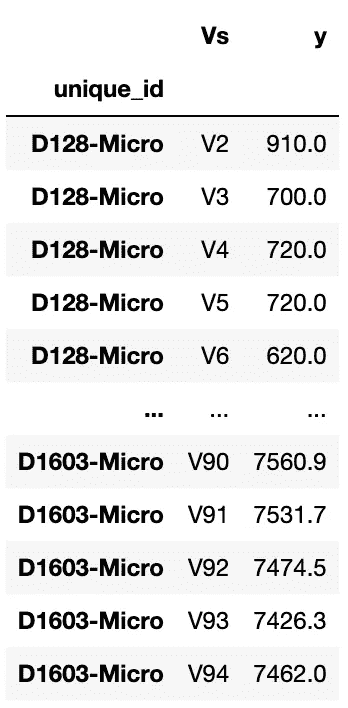 Vs y
unique_id
D128-Micro V2 910.0
D128-Micro V3 700.0
D128-Micro V4 720.0
D128-Micro V5 720.0
D128-Micro V6 620.0
... ... ...
D1603-Micro V90 7560.9
D1603-Micro V91 7531.7
D1603-Micro V92 7474.5
D1603-Micro V93 7426.3
D1603-Micro V94 7462.0